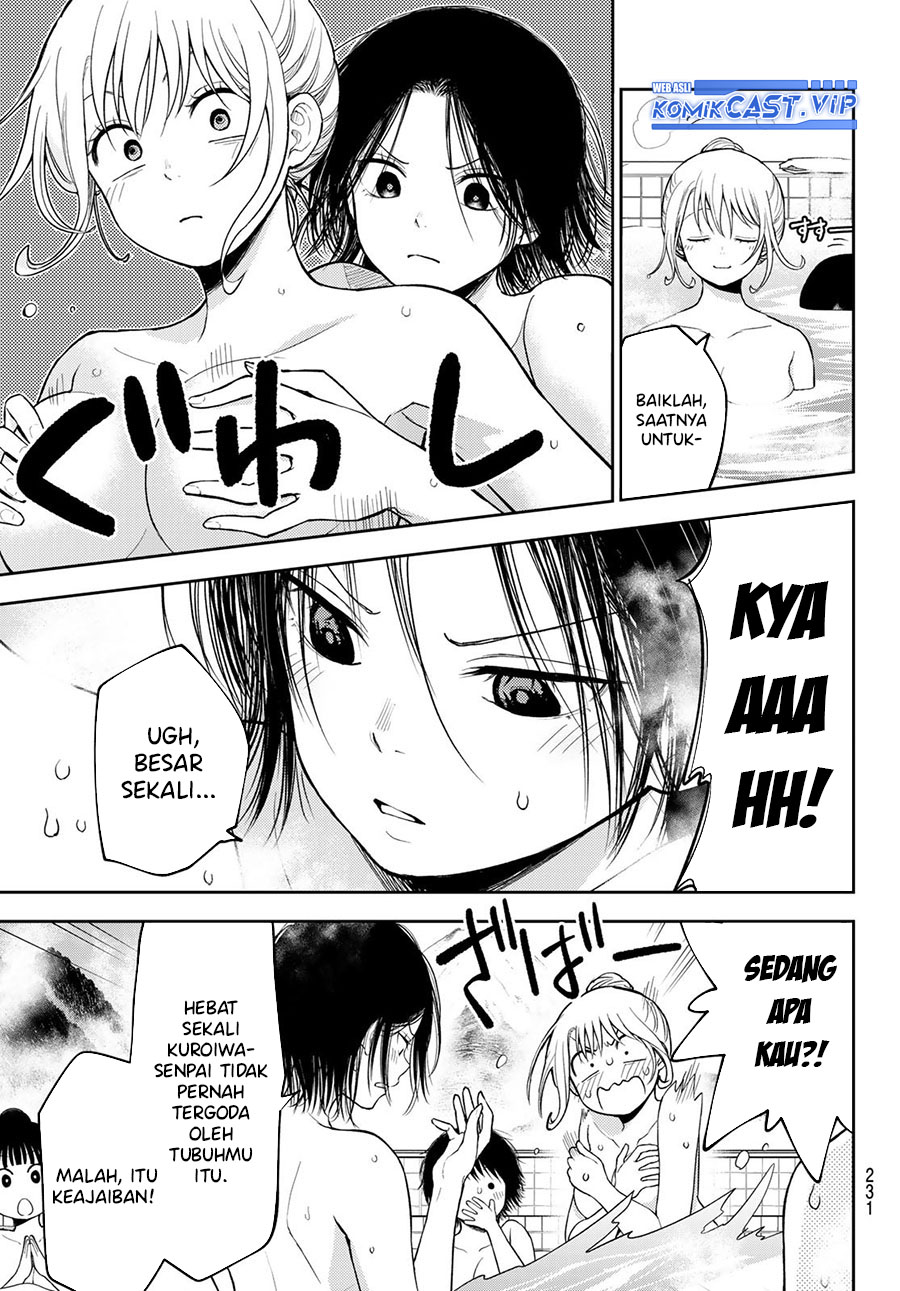 WEB ASLI
KOMIKCAST.VIP
すすー
BAIKLAH,
SAATNYA
UNTUK-
ぐわし
KYA
AAA
HH!
UGH,
BESAR
SEKALI...
ざばー
SEDANG
APA
KAU?!
HEBAT
SEKALI
KUROIWA-
SENPAI TIDAK
PERNAH
TERGODA
OLEH
TUBUHMU
ITU.
MALAH, ITU
KEAJAIBAN!
231